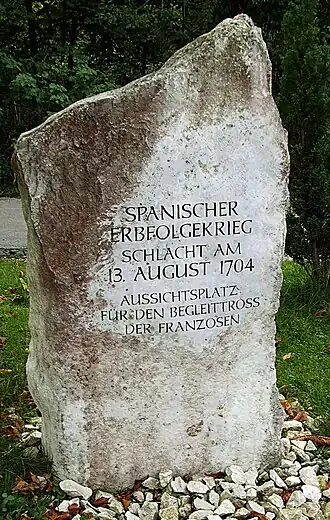 SPANISCHER
ERBFOLGEKRIEG
SCHLACHT AM
13. AUGUST 1704
AUSSICHTSPLATZ
FÜR DEN BEGLEITTROSS
DER FRANZOSEN